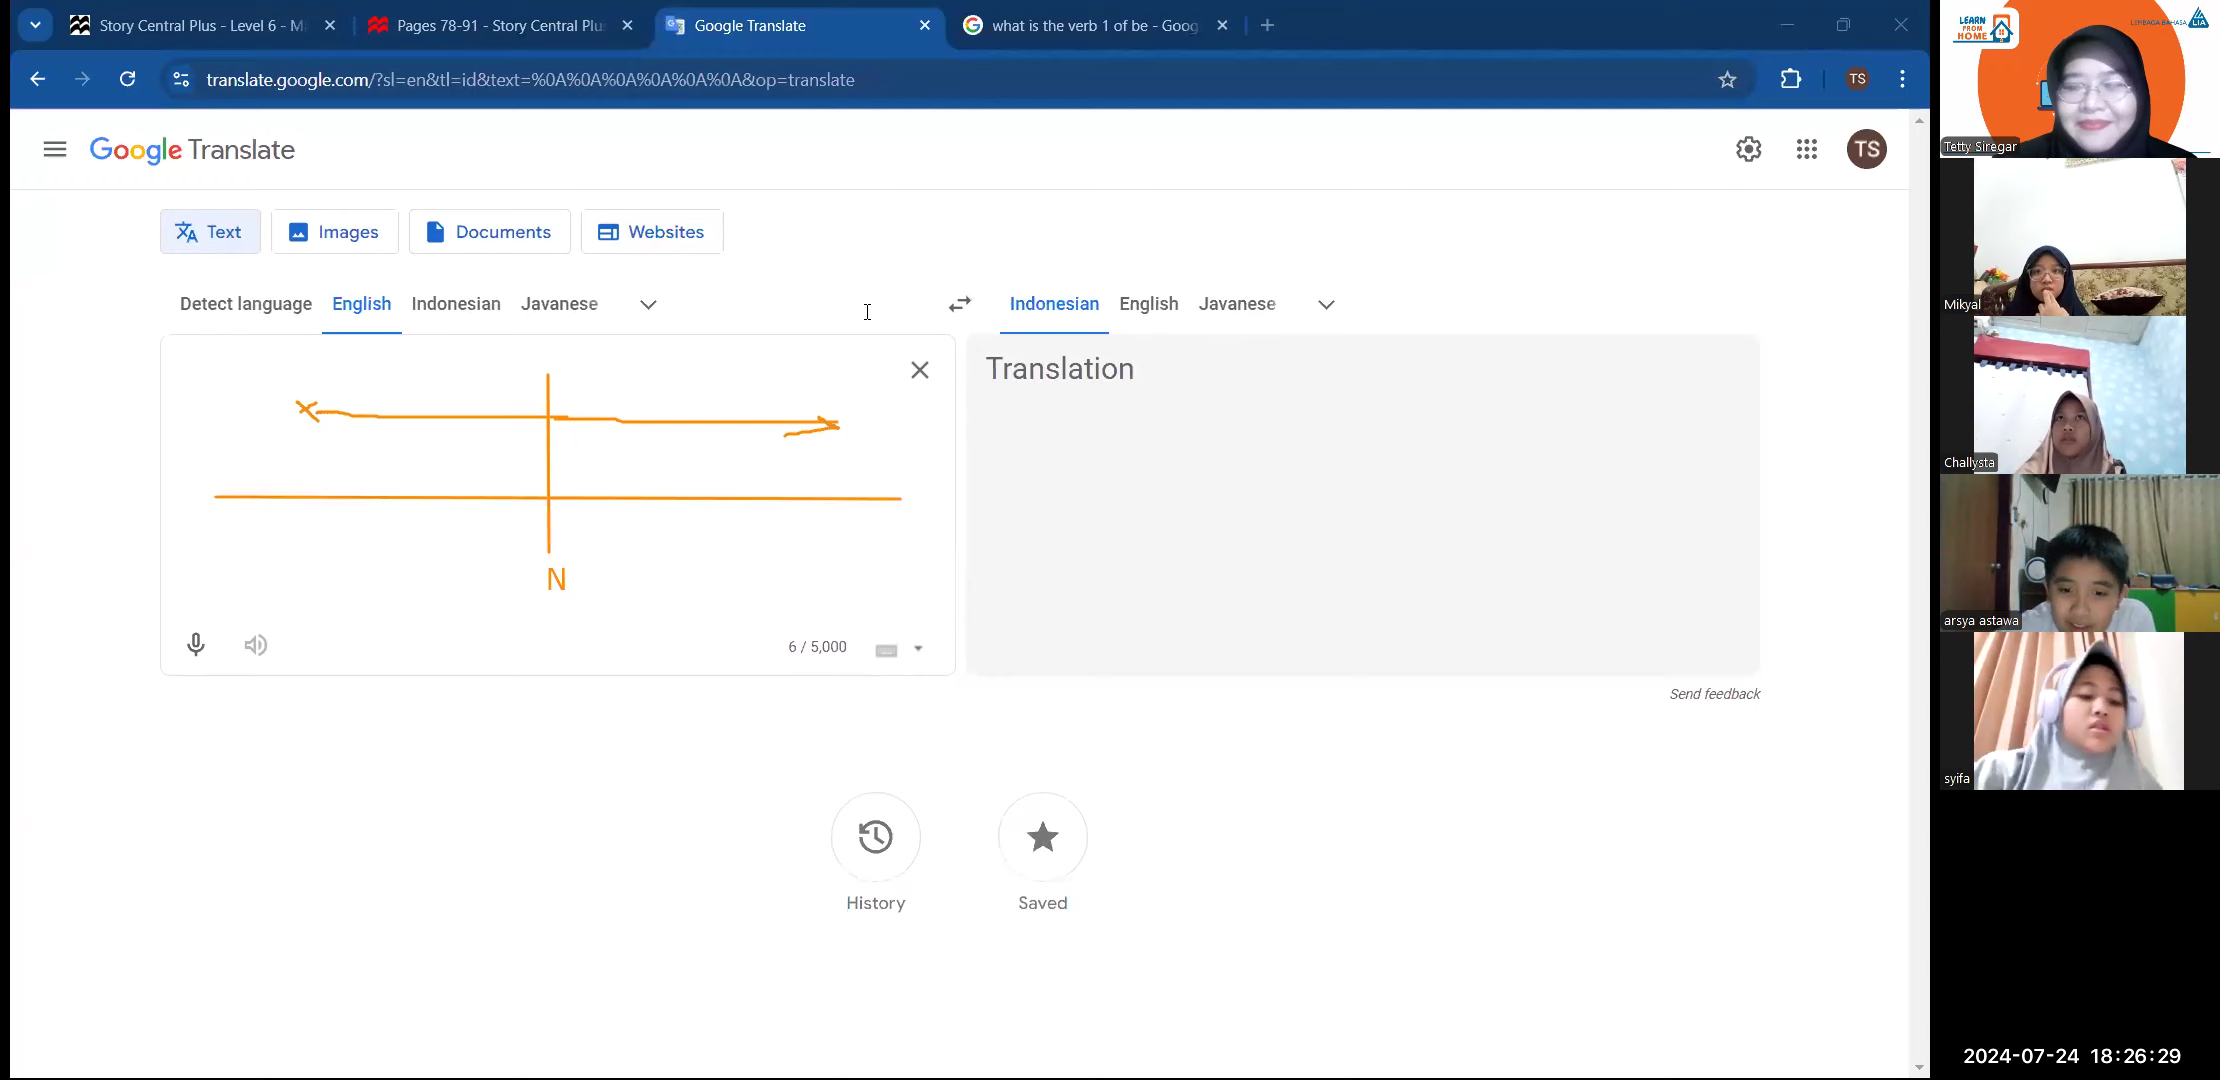 Story Central Plus - Level 6 - M
Pages 78-91 - Story Central Plu
Google Translate
what is the verb 1 of be - Goog
translate.google.com/?sl=en&tl=id&text=%0A%0A%0A%0A%0A%0A&op=translate
TS
Google Translate
TS
Text
Images
Documents
Websites
Detect language
English
Indonesian
Javanese
Indonesian
English
Javanese
Translation
N
6 / 5,000
Send feedback
History
Saved
LEARN
FROM
HOME
LEMBAGA BAHASA LIA
Tetty Siregar
Mikyal
Challysta
arsya astawa
syifa
2024-07-24 18:26:29